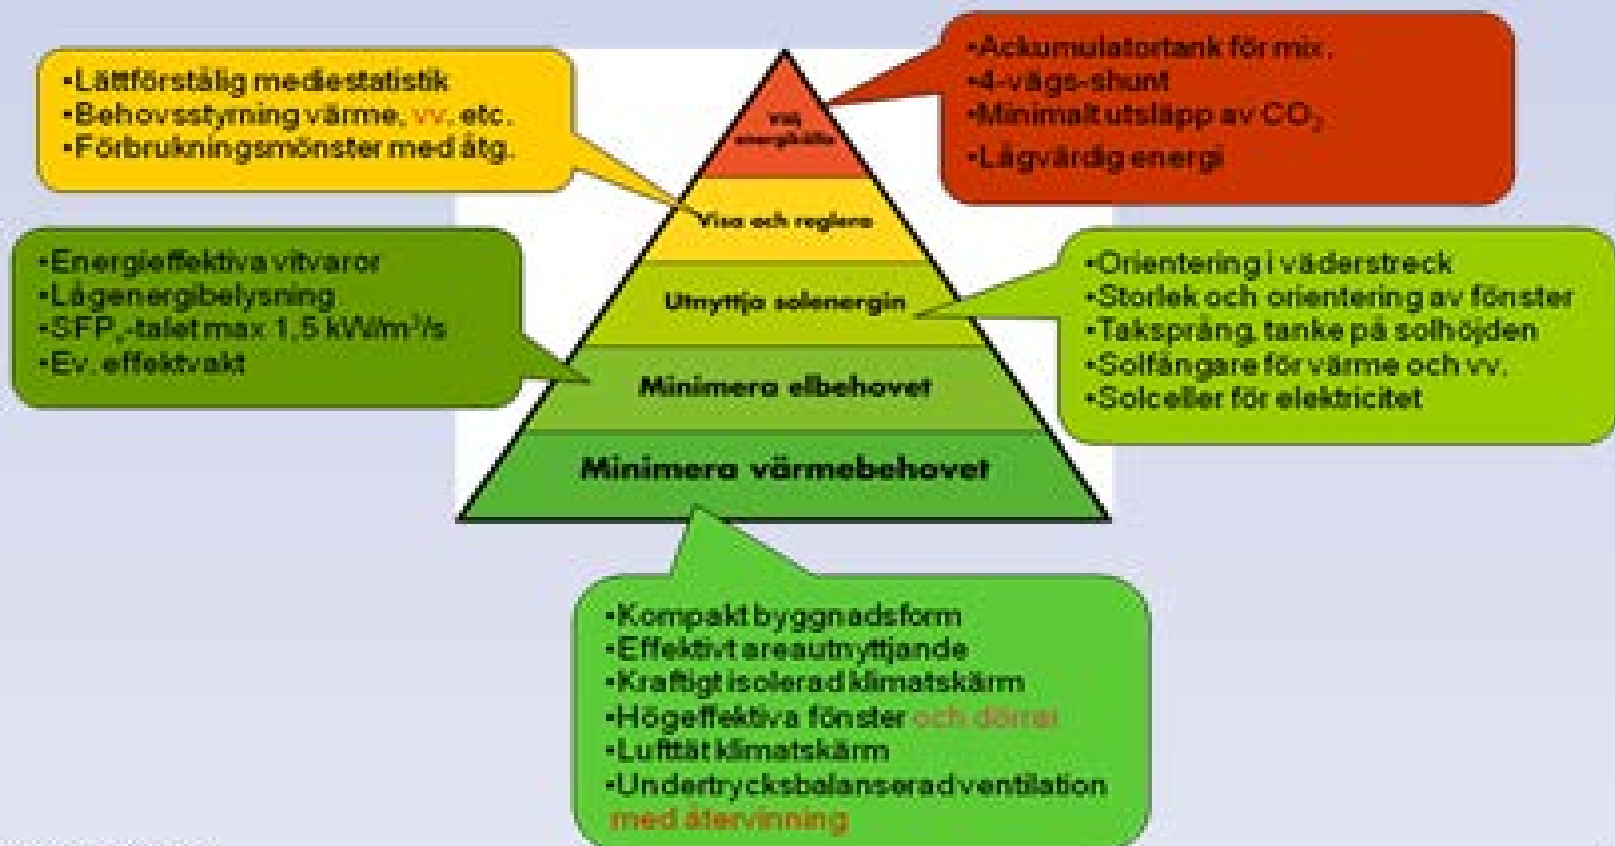 •Lättförstålig mediestatistik
•Behovsstyrning värme, vv, etc.
•Förbrukningsmönster med åtg.
•Ackumulatortank för mix.
•4-vägs-shunt
•Minimalt utsläpp av CO₂
•Lågvärdig energi
Välj
energikälla
Visa och reglera
Utnyttja solenergin
Minimera elbehovet
Minimera värmebehovet
•Energieffektiva vitvaror
•Lågenergibelysning
•SFPᵥ-talet max 1,5 kW/m³/s
•Ev. effektvakt
•Orientering i väderstreck
•Storlek och orientering av fönster
•Taksprång, tanke på solhöjden
•Solfångare för värme och vv.
•Solceller för elektricitet
•Kompakt byggnadsform
•Effektivt areautnyttjande
•Kraftigt isolerad klimatskärm
•Högeffektiva fönster och dörrar
•Lufttät klimatskärm
•Undertrycksbalanserad ventilation
med återvinning